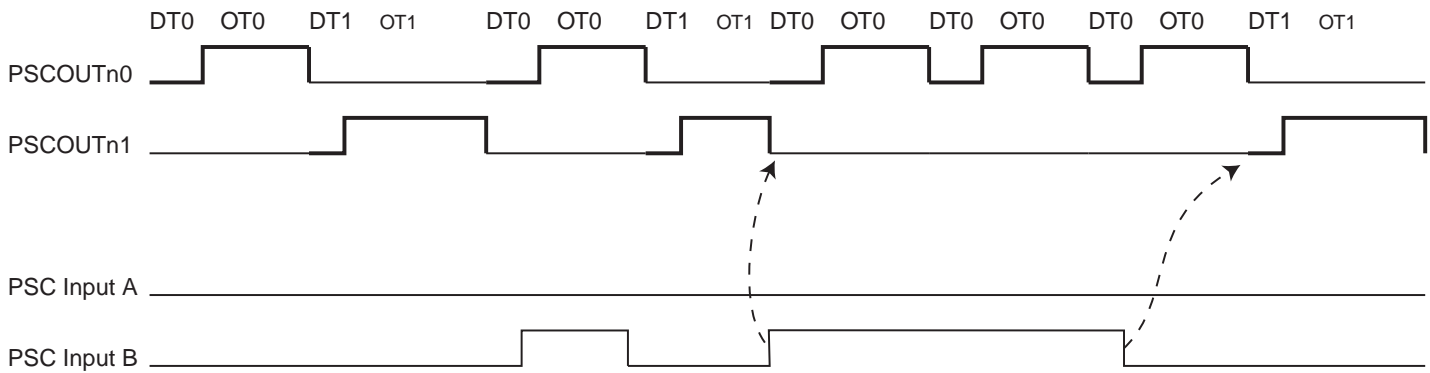 DT0 OT0 DT1 OT1 DT0 OT0 DT1 OT1 DT0 OT0 DT0 OT0 DT0 OT0 DT1 OT1
PSCOUTn0
PSCOUTn1
PSC Input A
PSC Input B